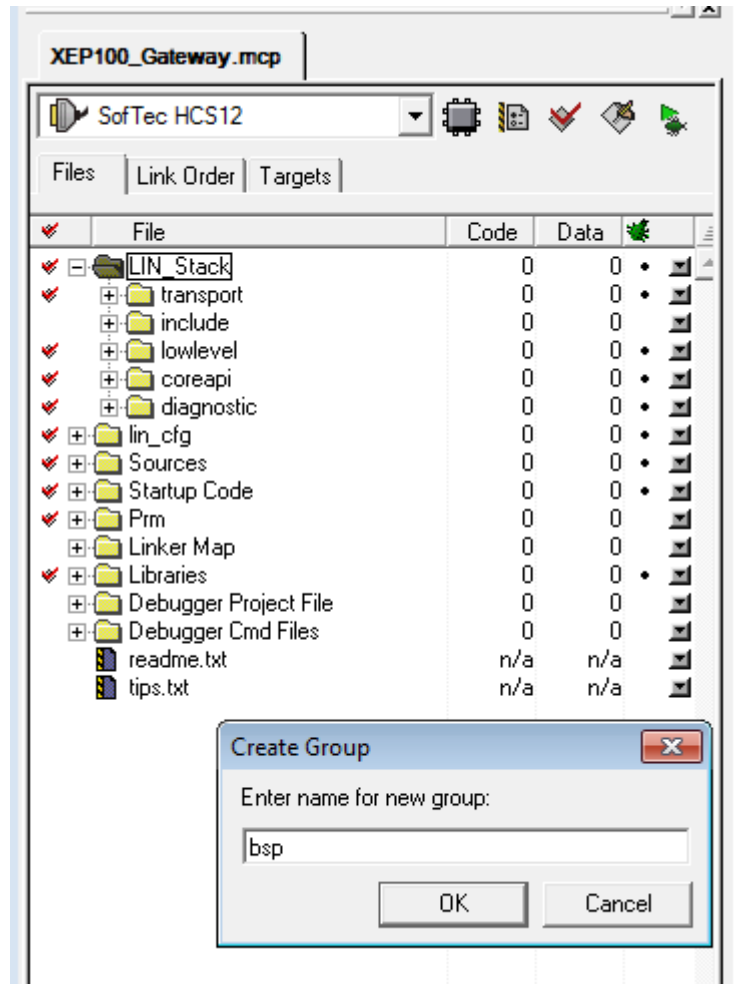 XEP100_Gateway.mcp
SofTec HCS12
Files Link Order Targets
File Code Data
LIN_Stack 0 0
transport 0 0
include 0 0
lowlevel 0 0
coreapi 0 0
diagnostic 0 0
lin_cfg 0 0
Sources 0 0
Startup Code 0 0
Prm 0 0
Linker Map 0 0
Libraries 0 0
Debugger Project File 0 0
Debugger Cmd Files 0 0
readme.txt n/a n/a
tips.txt n/a n/a
Create Group
Enter name for new group:
bsp
OK Cancel